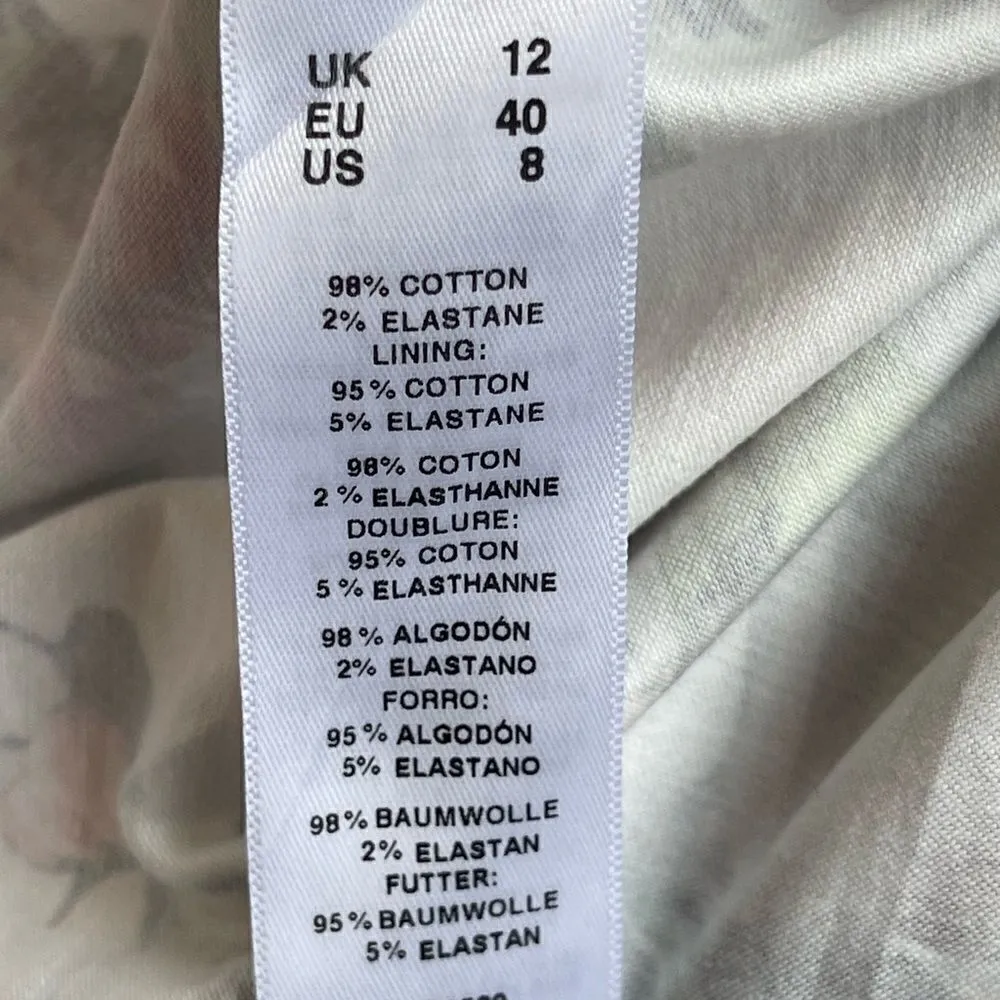 UK 12
EU 40
US 8
98% COTTON
2% ELASTANE
LINING:
95% COTTON
5% ELASTANE
98% COTON
2% ELASTHANNE
DOUBLURE:
95% COTON
5% ELASTHANNE
98% ALGODÓN
2% ELASTANO
FORRO:
95% ALGODÓN
5% ELASTANO
98% BAUMWOLLE
2% ELASTAN
FUTTER:
95% BAUMWOLLE
5% ELASTAN